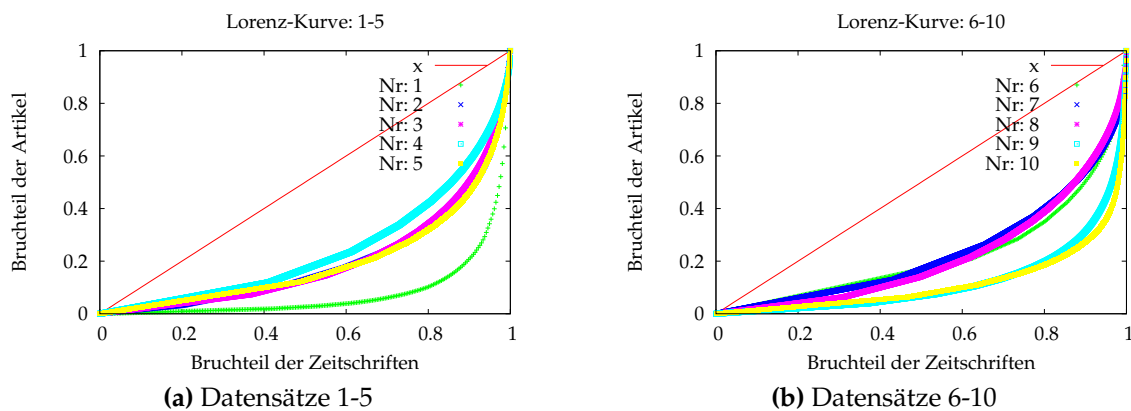 Lorenz-Kurve: 1-5
1
0.8
0.6
0.4
0.2
0
0
0.2
0.4
0.6
0.8
1
Bruchteil der Artikel
Bruchteil der Zeitschriften
x
Nr: 1
Nr: 2
Nr: 3
Nr: 4
Nr: 5
(a) Datensätze 1-5
Lorenz-Kurve: 6-10
1
0.8
0.6
0.4
0.2
0
0
0.2
0.4
0.6
0.8
1
Bruchteil der Artikel
Bruchteil der Zeitschriften
x
Nr: 6
Nr: 7
Nr: 8
Nr: 9
Nr: 10
(b) Datensätze 6-10